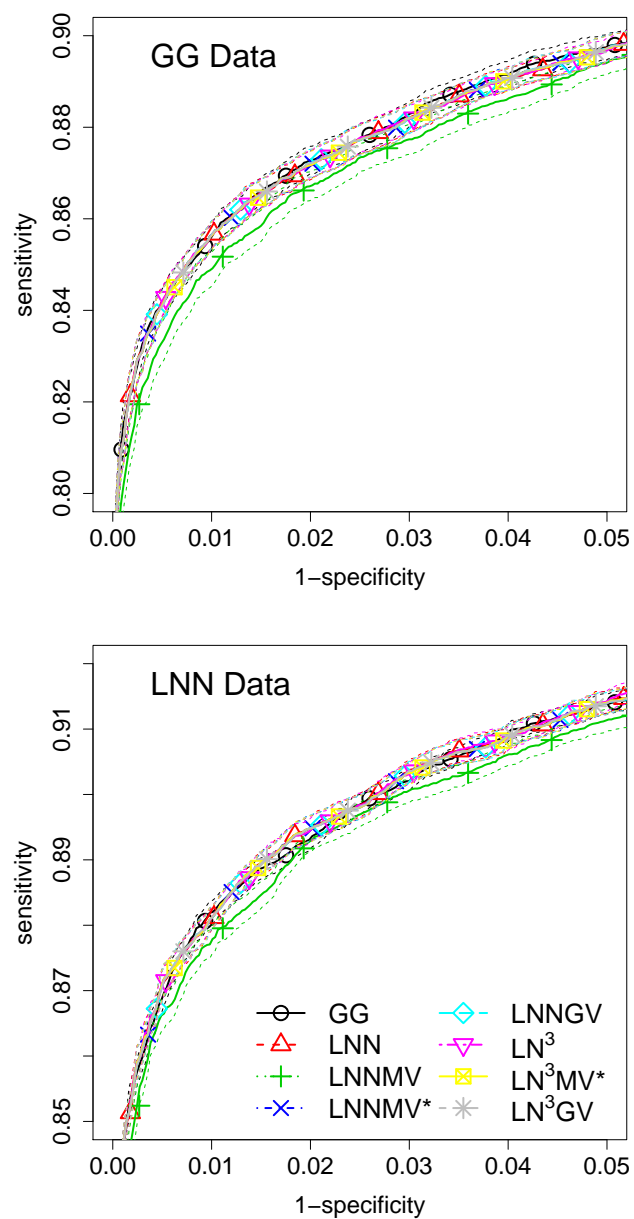 GG Data
0.90
0.88
0.86
0.84
0.82
0.80
sensitivity
0.00 0.01 0.02 0.03 0.04 0.05
1−specificity
LNN Data
0.91
0.89
0.87
0.85
sensitivity
GG LNNGV
LNN LN³
LNNMV LN³MV*
LNNMV* LN³GV
0.00 0.01 0.02 0.03 0.04 0.05
1−specificity